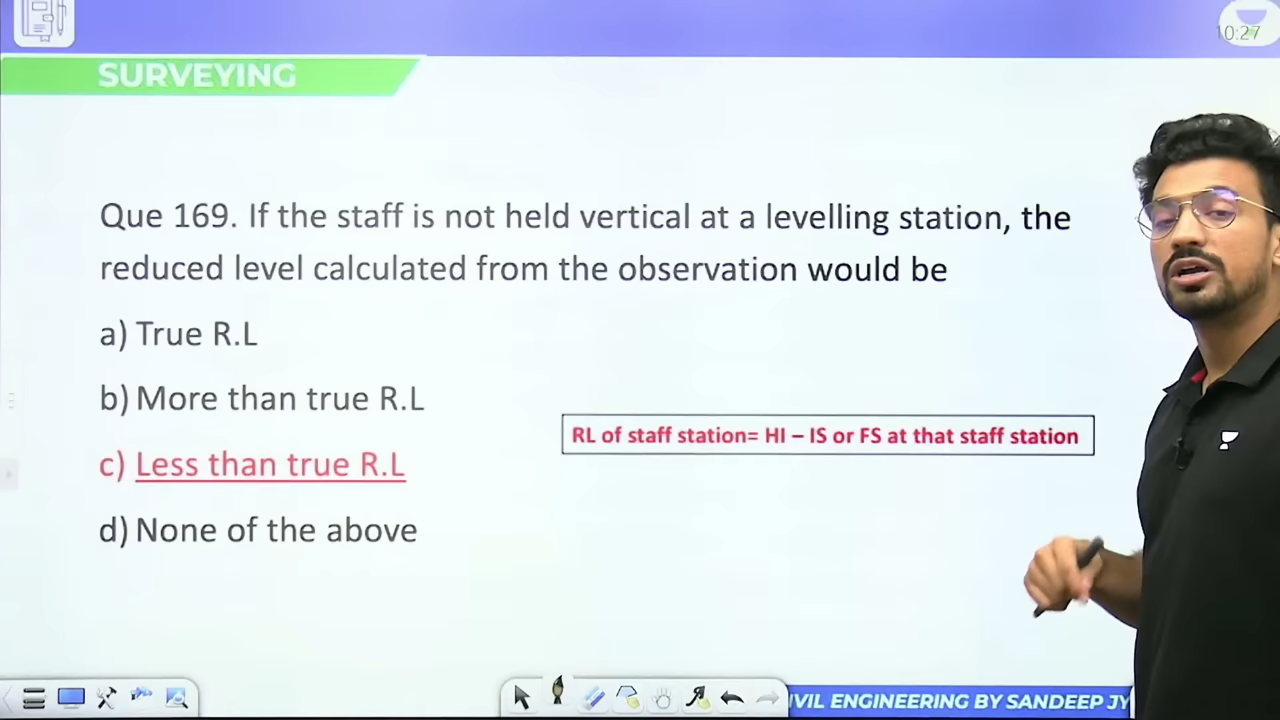 10:27
SURVEYING
Que 169. If the staff is not held vertical at a levelling station, the
reduced level calculated from the observation would be
a) True R.L
b) More than true R.L
RL of staff station= HI – IS or FS at that staff station
c) Less than true R.L
d) None of the above
IVIL ENGINEERING BY SANDEEP JY